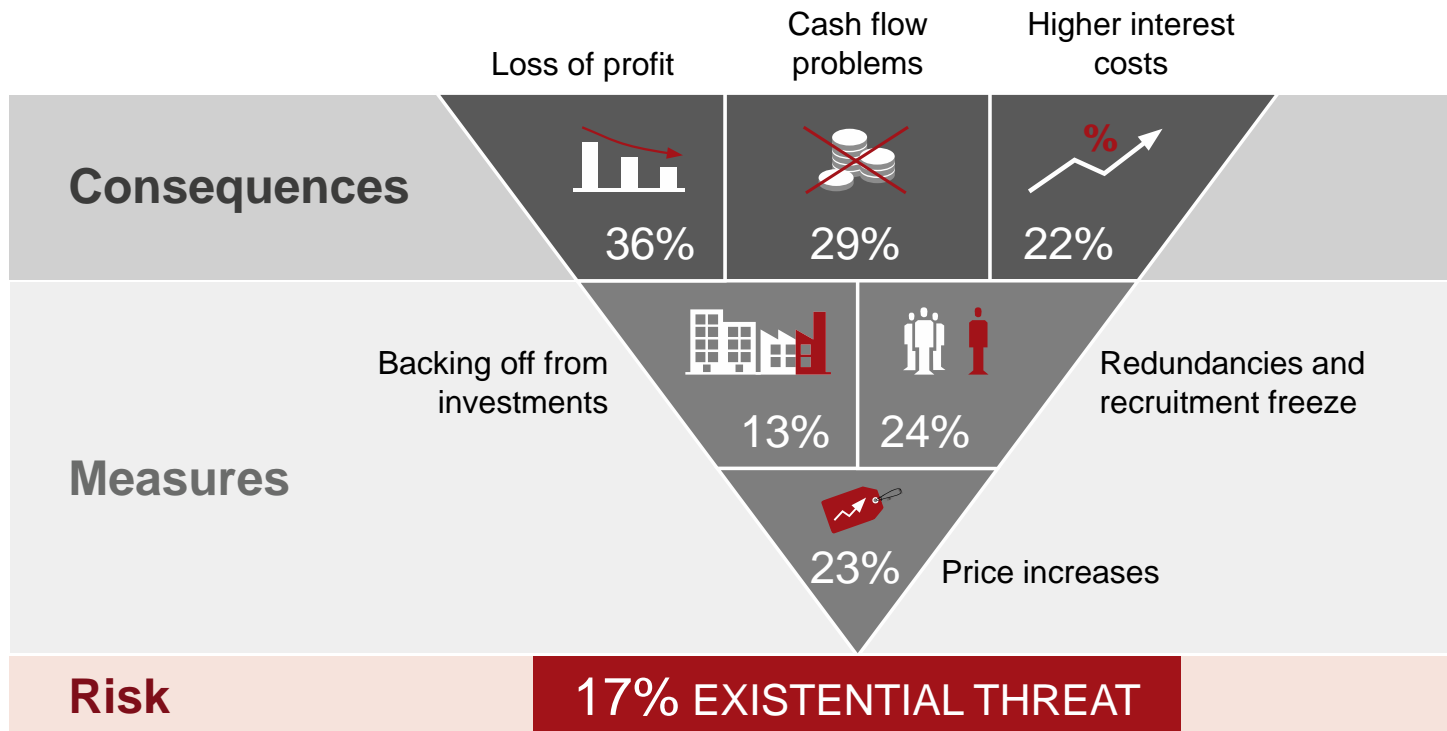 Loss of profit
Cash flow
problems
Higher interest
costs
Consequences
%
36%
29%
22%
Backing off from
investments
Redundancies and
recruitment freeze
13%
24%
Measures
23%
Price increases
Risk
17% EXISTENTIAL THREAT